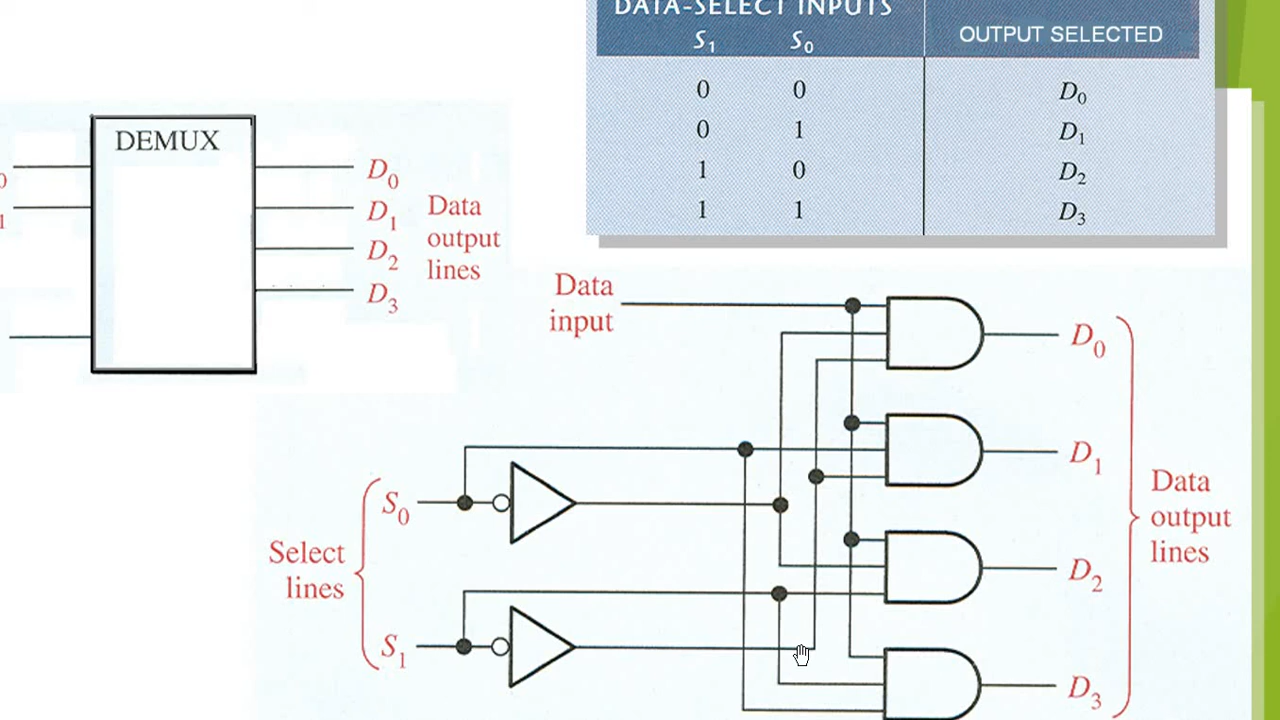 DATA-SELECT INPUTS
S1 S0 OUTPUT SELECTED
0 0 D0
0 1 D1
1 0 D2
1 1 D3
DEMUX
0
1
D0
D1
D2
D3
Data
output
lines
Data
input
S0
S1
Select
lines
D0
D1
D2
D3
Data
output
lines